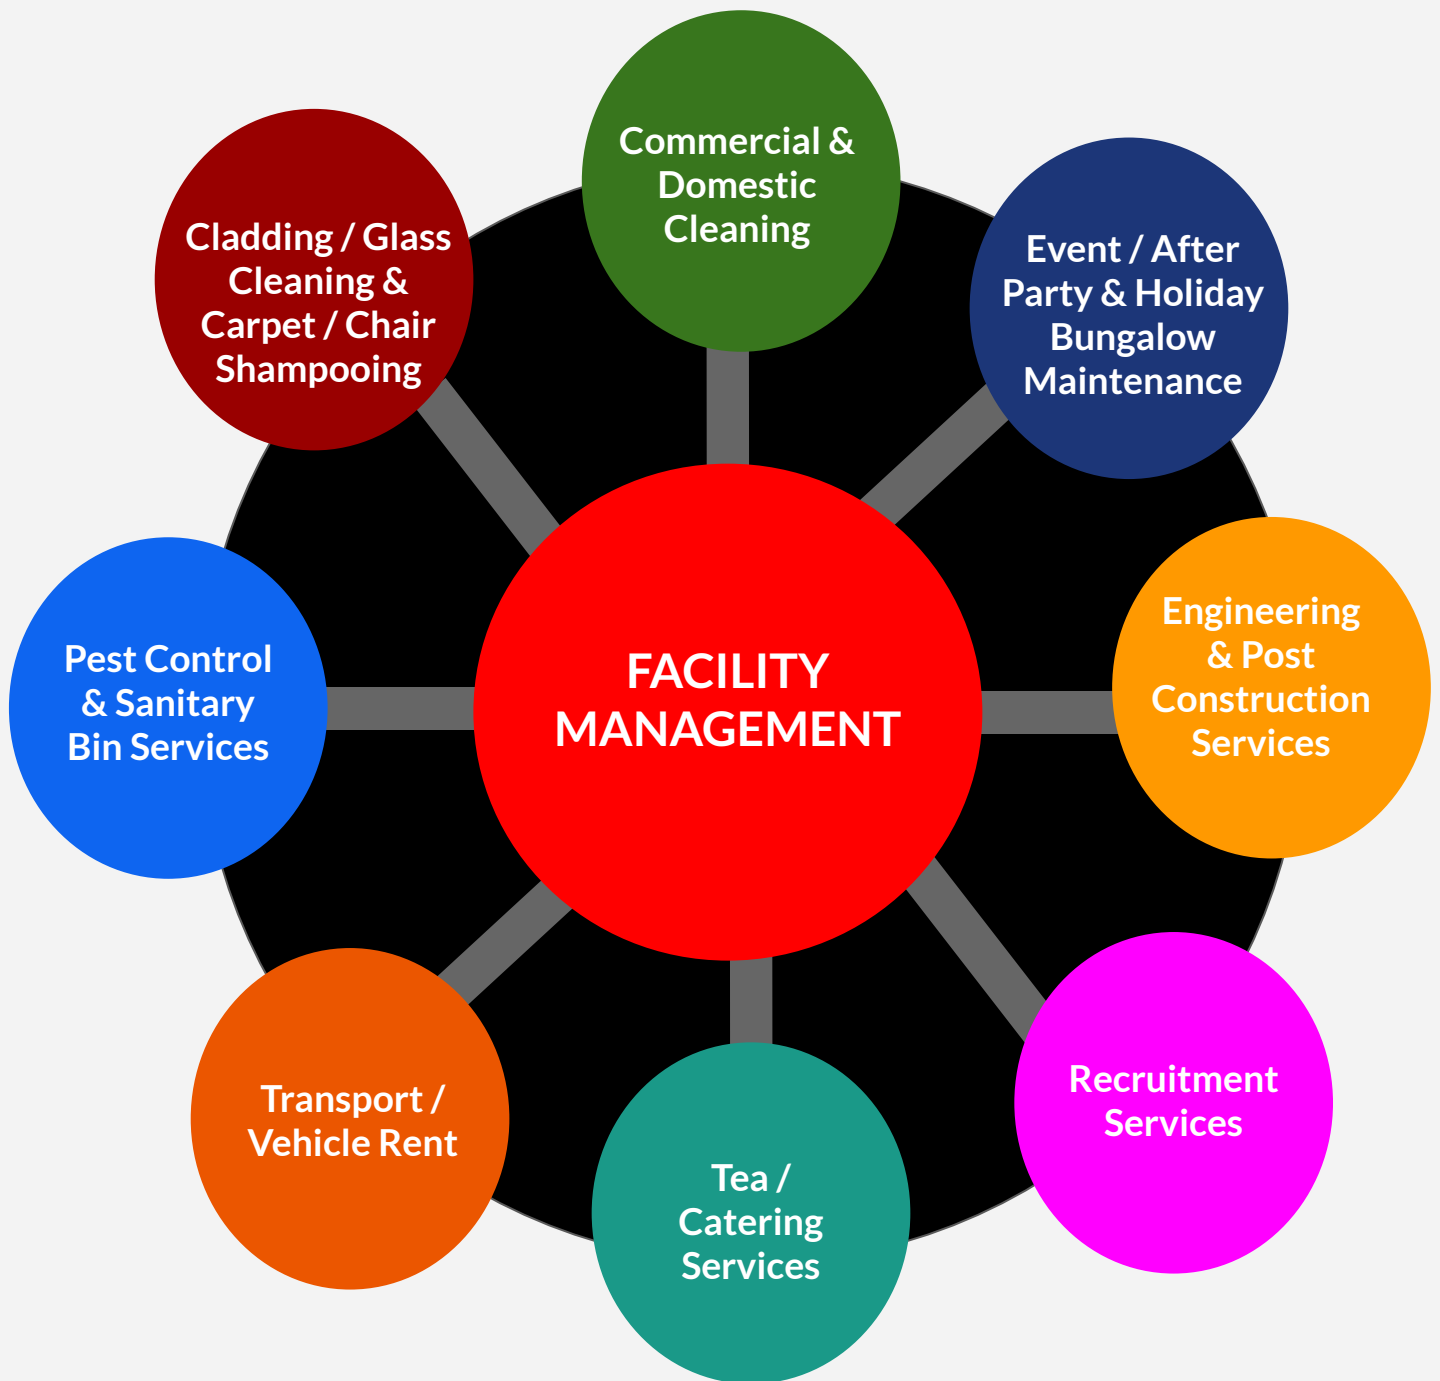 Commercial &
Domestic
Cleaning
Cladding / Glass
Cleaning &
Carpet / Chair
Shampooing
Event / After
Party & Holiday
Bungalow
Maintenance
Pest Control
& Sanitary
Bin Services
FACILITY
MANAGEMENT
Engineering
& Post
Construction
Services
Transport /
Vehicle Rent
Tea /
Catering
Services
Recruitment
Services